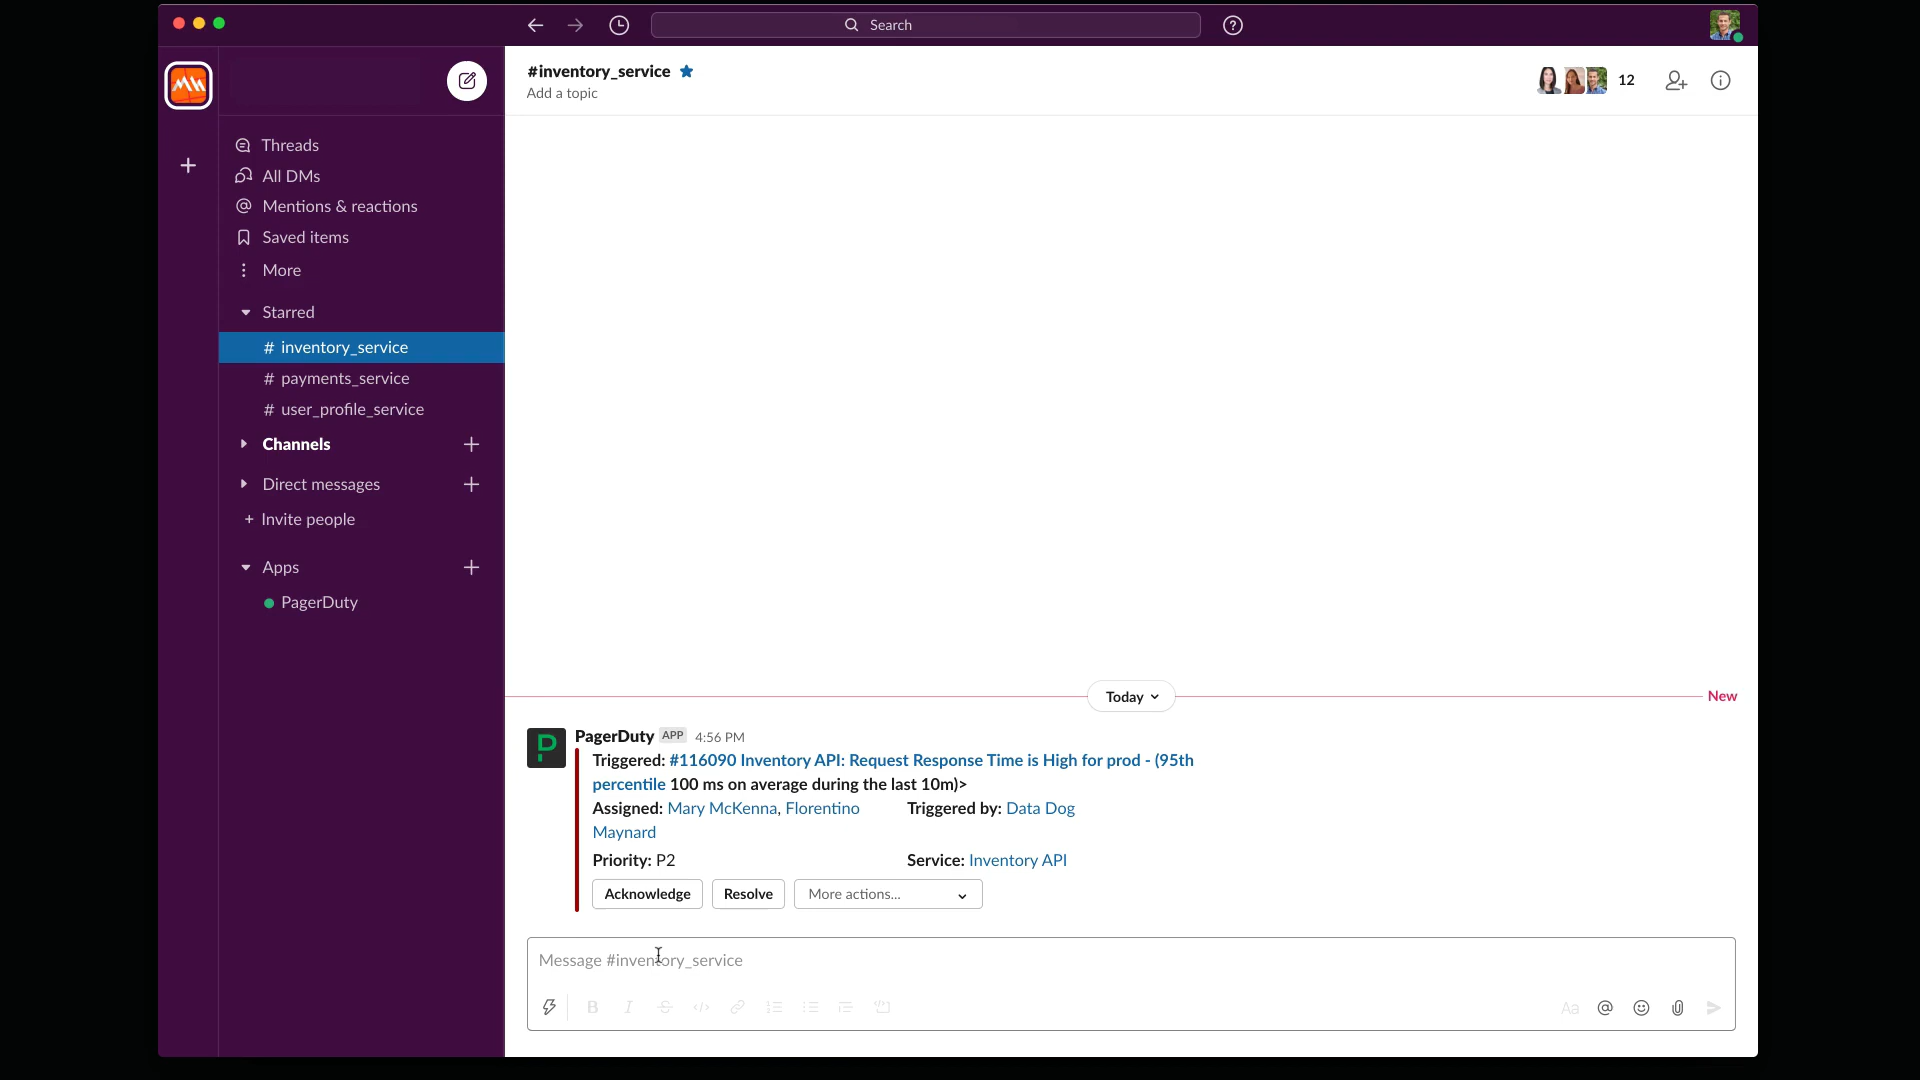 Search
#inventory_service
Add a topic
12
Threads
All DMs
Mentions & reactions
Saved items
More
Starred
# inventory_service
# payments_service
# user_profile_service
Channels
Direct messages
+ Invite people
Apps
PagerDuty
Today
New
PagerDuty APP 4:56 PM
Triggered: #116090 Inventory API: Request Response Time is High for prod - (95th
percentile 100 ms on average during the last 10m)>
Assigned: Mary McKenna, Florentino
Maynard
Triggered by: Data Dog
Priority: P2
Service: Inventory API
Acknowledge
Resolve
More actions...
Message #inventory_service
Aa